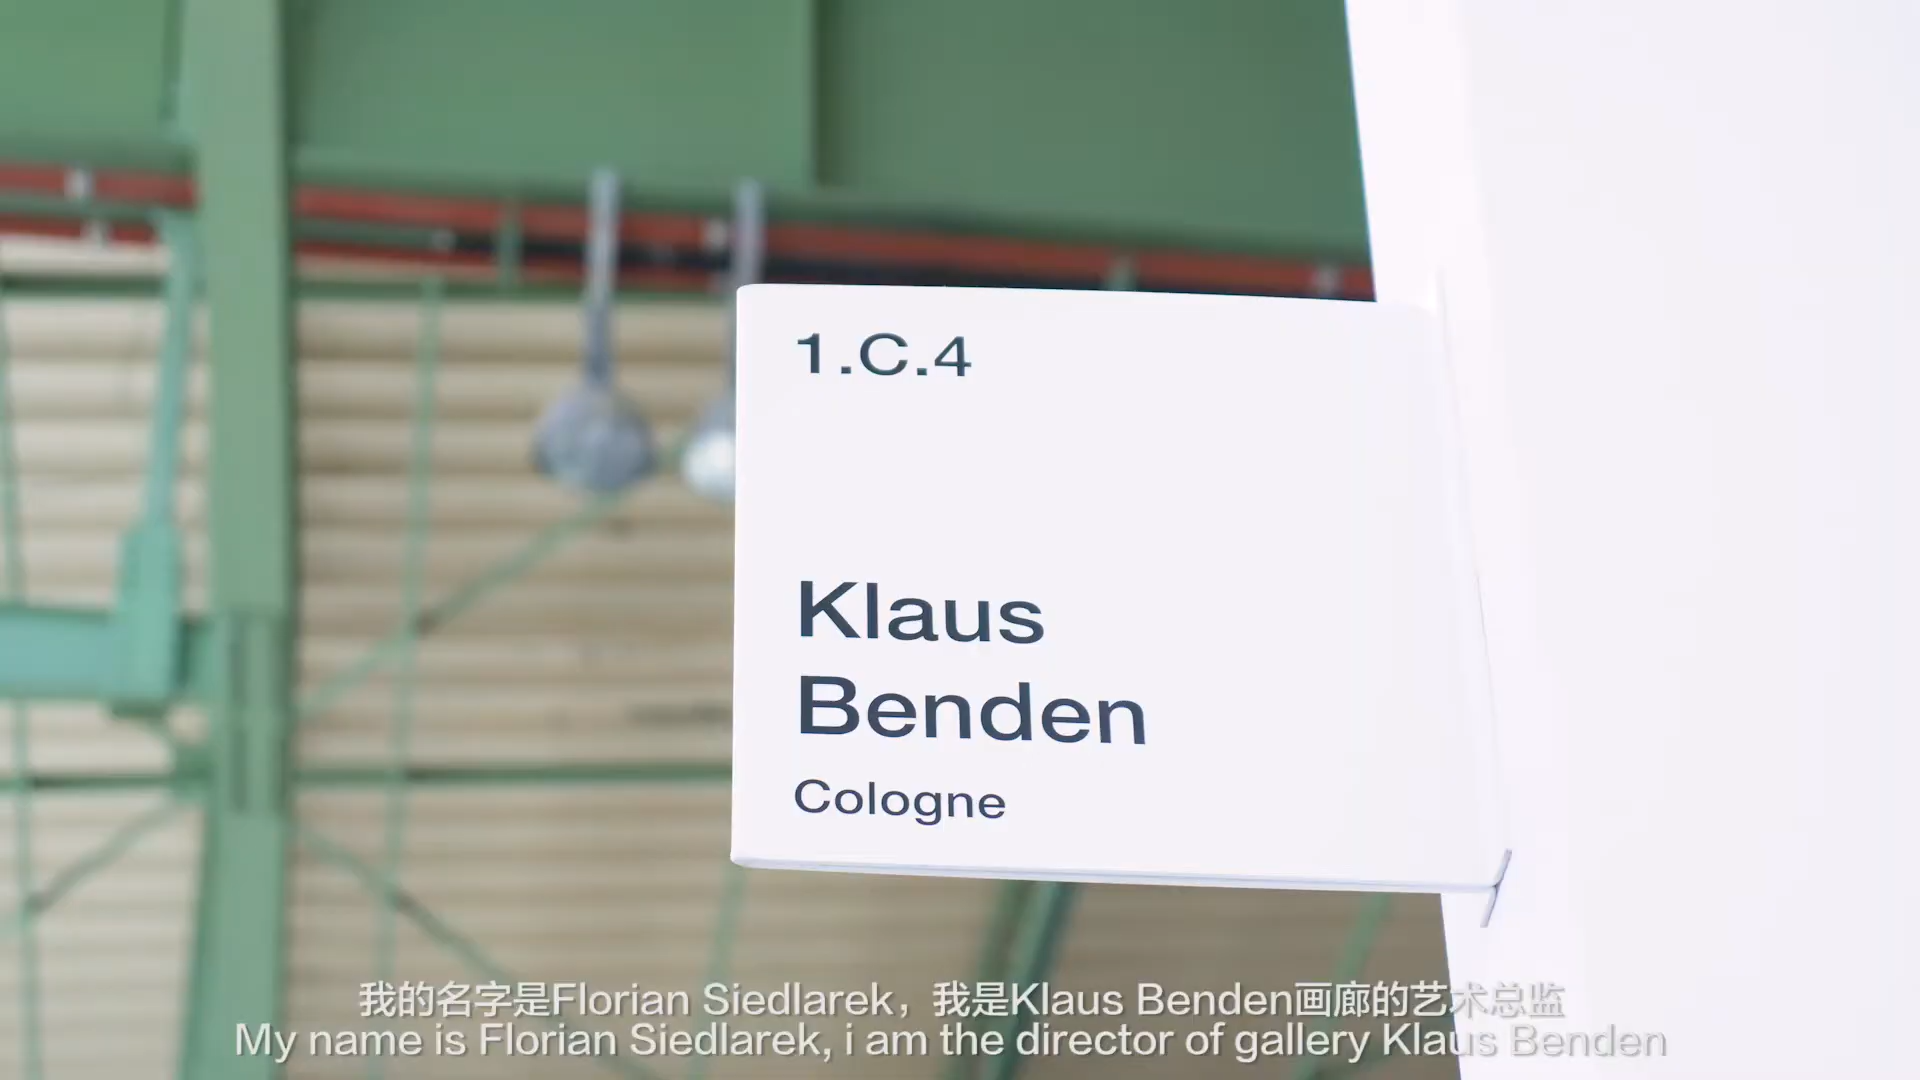 1.C.4
Klaus
Benden
Cologne
我的名字是Florian Siedlarek，我是Klaus Benden画廊的艺术总监
My name is Florian Siedlarek, i am the director of gallery Klaus Benden